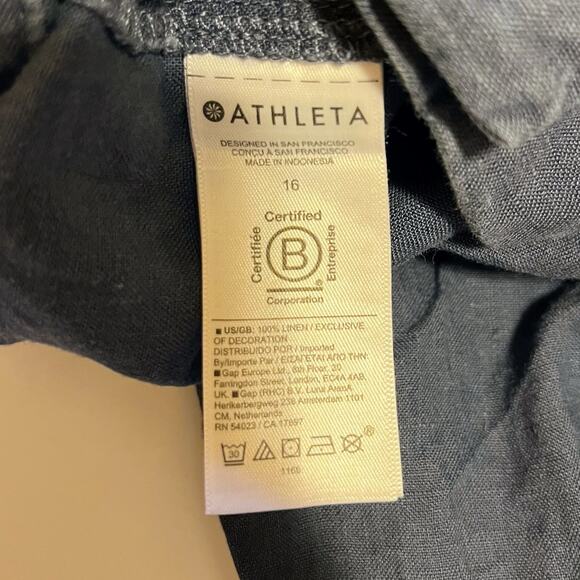 ATHLETA
DESIGNED IN SAN FRANCISCO
CONÇU À SAN FRANCISCO
MADE IN INDONESIA
16
Certified
Certifiée
B
Entreprise
Corporation
US/GB: 100% LINEN / EXCLUSIVE
OF DECORATION
DISTRIBUIDO POR / Imported
By/Importe Par / ΕΙΣΑΓΕΤΑΙ ΑΠΟ ΤΗΝ:
Gap Europe Ltd., 6th Floor, 20
Farringdon Street, London, EC4A 4AB,
UK. Gap (RHC) B.V. Luna ArenA,
Herikerbergweg 238 Amsterdam 1101
CM, Netherlands
RN 54023 / CA 17897
30
®
1165